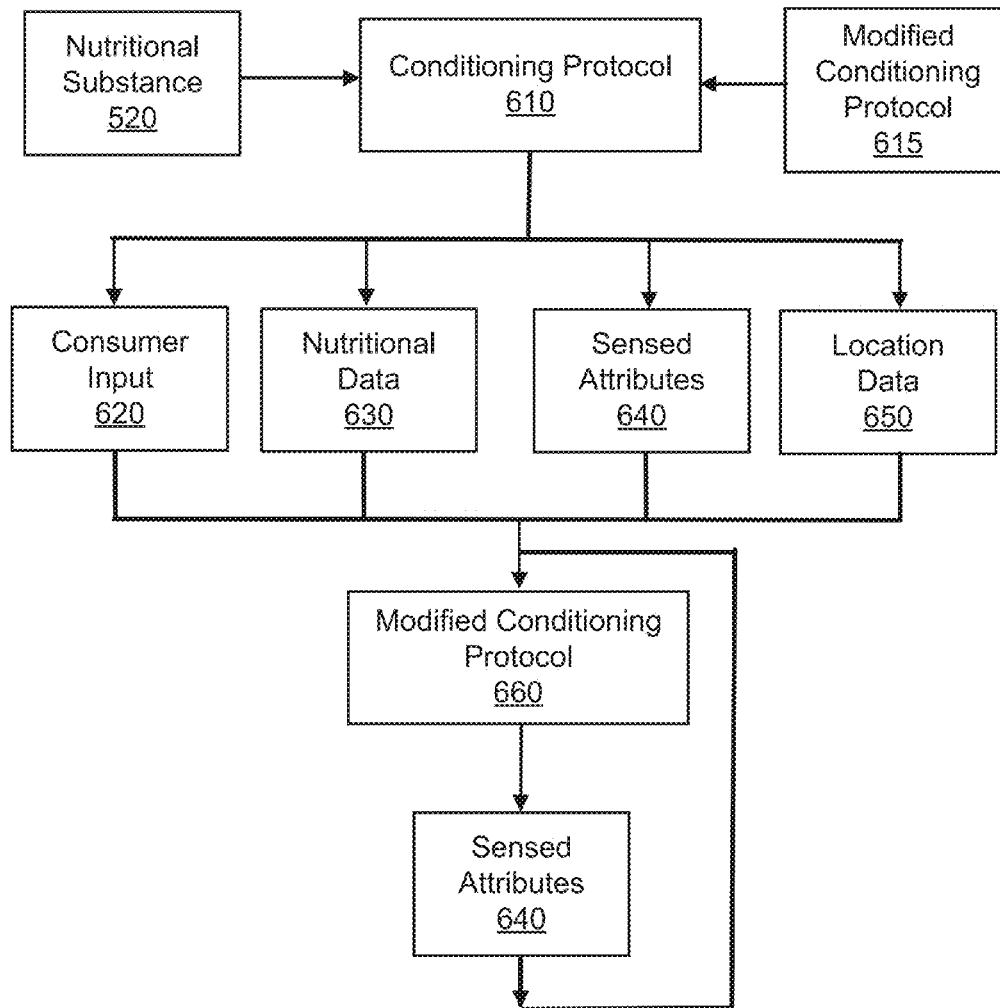 Nutritional
Substance
520
Conditioning Protocol
610
Modified
Conditioning
Protocol
615
Consumer
Input
620
Nutritional
Data
630
Sensed
Attributes
640
Location
Data
650
Modified Conditioning
Protocol
660
Sensed
Attributes
640